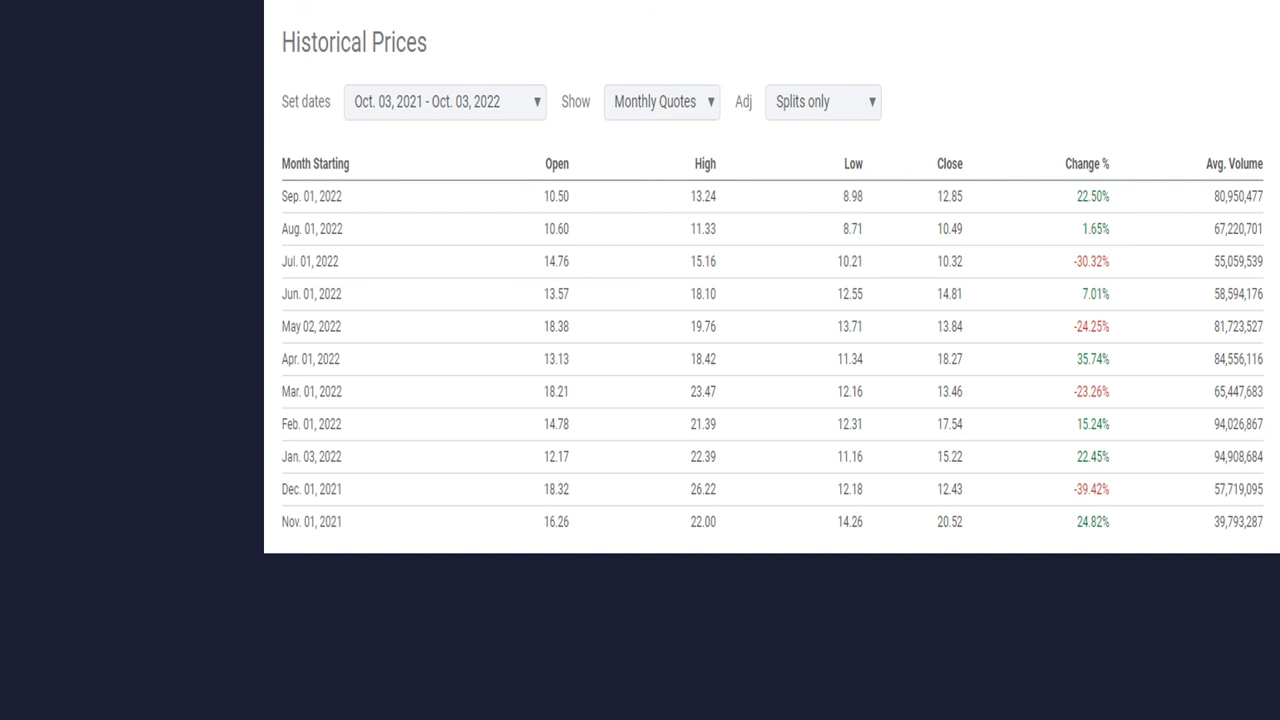 Historical Prices
Set dates Oct. 03, 2021 - Oct. 03, 2022 ▼ Show Monthly Quotes ▼ Adj Splits only ▼
Month Starting Open High Low Close Change % Avg. Volume
Sep. 01, 2022 10.50 13.24 8.98 12.85 22.50% 80,950,477
Aug. 01, 2022 10.60 11.33 8.71 10.49 1.65% 67,220,701
Jul. 01, 2022 14.76 15.16 10.21 10.32 -30.32% 55,059,539
Jun. 01, 2022 13.57 18.10 12.55 14.81 7.01% 58,594,176
May 02, 2022 18.38 19.76 13.71 13.84 -24.25% 81,723,527
Apr. 01, 2022 13.13 18.42 11.34 18.27 35.74% 84,556,116
Mar. 01, 2022 18.21 23.47 12.16 13.46 -23.26% 65,447,683
Feb. 01, 2022 14.78 21.39 12.31 17.54 15.24% 94,026,867
Jan. 03, 2022 12.17 22.39 11.16 15.22 22.45% 94,908,684
Dec. 01, 2021 18.32 26.22 12.18 12.43 -39.42% 57,719,095
Nov. 01, 2021 16.26 22.00 14.26 20.52 24.82% 39,793,287